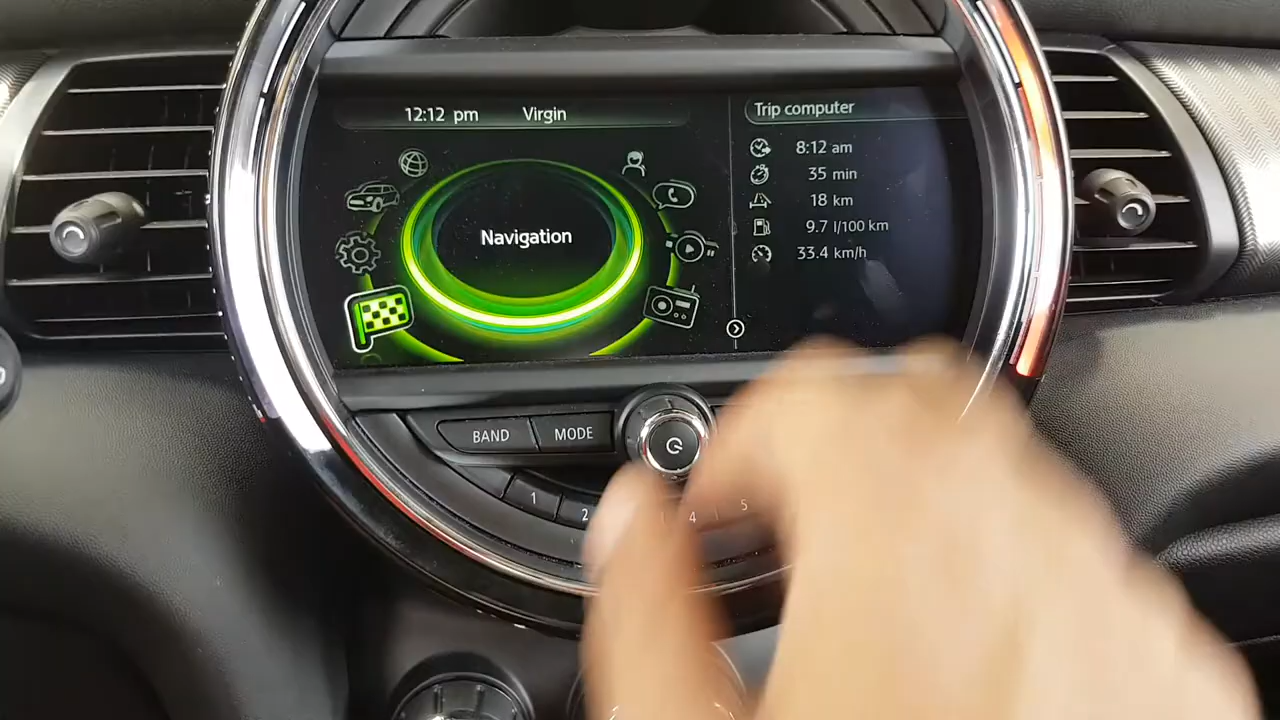 12:12 pm Virgin
Navigation
Trip computer
8:12 am
35 min
18 km
9.7 l/100 km
33.4 km/h
BAND
MODE
1
2
4
5